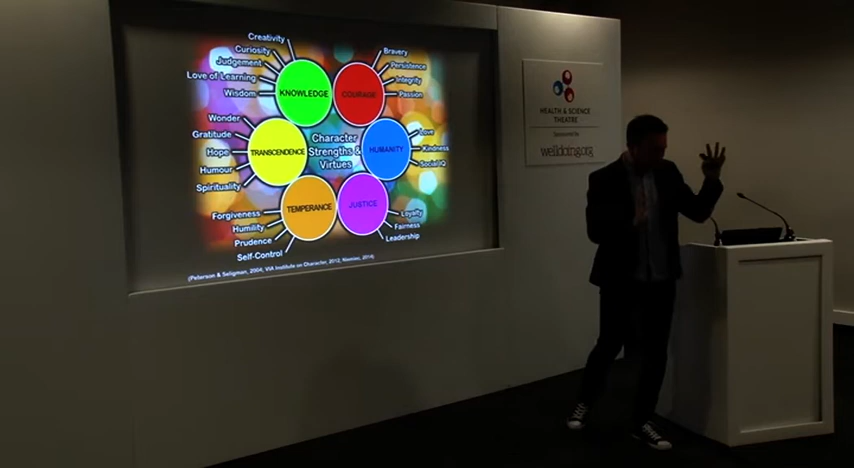 Creativity
Curiosity
Judgement
Love of Learning
Wisdom
KNOWLEDGE
Bravery
Persistence
Integrity
Passion
COURAGE
Wonder
Gratitude
Hope
Humour
Spirituality
TRANSCENDENCE
Character
Strengths &
Virtues
HUMANITY
Love
Kindness
Social IQ
Forgiveness
Humility
Prudence
Self-Control
TEMPERANCE
JUSTICE
Loyalty
Fairness
Leadership
(Peterson & Seligman, 2004; VIA Institute on Character, 2012, Niemiec, 2014)
HEALTH & SCIENCE
THEATRE
Sponsored by
welldoing.org